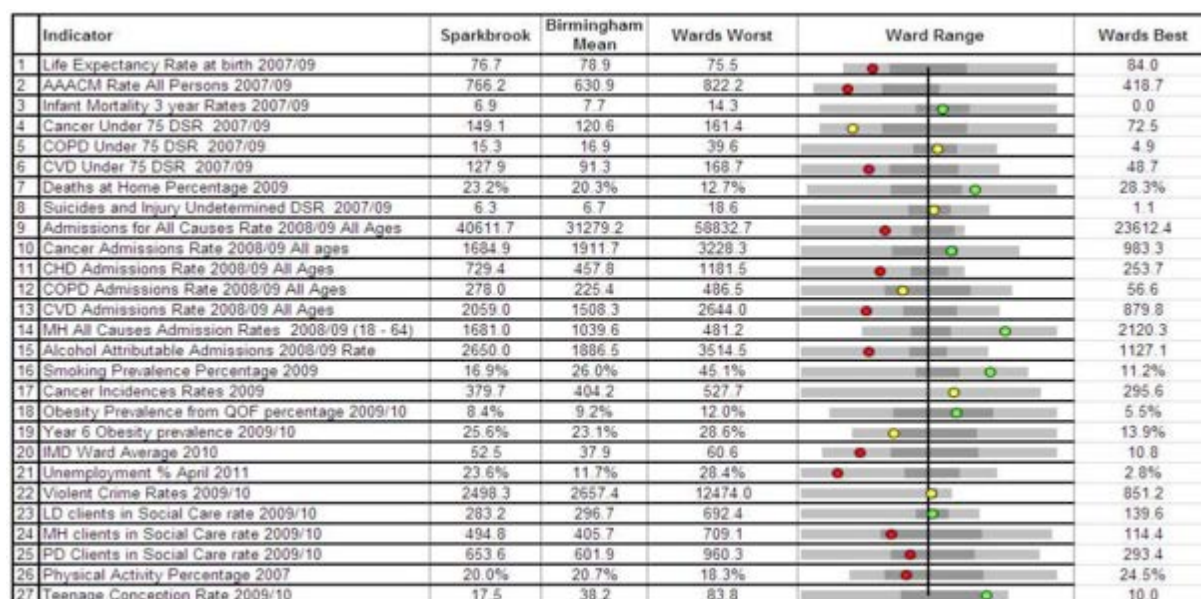 Indicator Sparkbrook Birmingham Mean Wards Worst Ward Range Wards Best
1 Life Expectancy Rate at birth 2007/09 76.7 78.9 75.5 84.0
2 AAACM Rate All Persons 2007/09 766.2 630.9 822.2 418.7
3 Infant Mortality 3 year Rates 2007/09 6.9 7.7 14.3 0.0
4 Cancer Under 75 DSR 2007/09 149.1 120.6 161.4 72.5
5 COPD Under 75 DSR 2007/09 15.3 16.9 39.6 4.9
6 CVD Under 75 DSR 2007/09 127.9 91.3 168.7 48.7
7 Deaths at Home Percentage 2009 23.2% 20.3% 12.7% 28.3%
8 Suicides and Injury Undetermined DSR 2007/09 6.3 6.7 18.6 1.1
9 Admissions for All Causes Rate 2008/09 All Ages 40611.7 31279.2 58832.7 23612.4
10 Cancer Admissions Rate 2008/09 All ages 1684.9 1911.7 3228.3 983.3
11 CHD Admissions Rate 2008/09 All Ages 729.4 457.8 1181.5 253.7
12 COPD Admissions Rate 2008/09 All Ages 278.0 225.4 486.5 56.6
13 CVD Admissions Rate 2008/09 All Ages 2059.0 1508.3 2644.0 879.8
14 MH All Causes Admission Rates 2008/09 (18 - 64) 1681.0 1039.6 481.2 2120.3
15 Alcohol Attributable Admissions 2008/09 Rate 2650.0 1886.5 3514.5 1127.1
16 Smoking Prevalence Percentage 2009 16.9% 26.0% 45.1% 11.2%
17 Cancer Incidences Rates 2009 379.7 404.2 527.7 295.6
18 Obesity Prevalence from QOF percentage 2009/10 8.4% 9.2% 12.0% 5.5%
19 Year 6 Obesity prevalence 2009/10 25.6% 23.1% 28.6% 13.9%
20 IMD Ward Average 2010 52.5 37.9 60.6 10.8
21 Unemployment % April 2011 23.6% 11.7% 28.4% 2.8%
22 Violent Crime Rates 2009/10 2498.3 2657.4 12474.0 851.2
23 LD clients in Social Care rate 2009/10 283.2 296.7 692.4 139.6
24 MH clients in Social Care rate 2009/10 494.8 405.7 709.1 114.4
25 PD Clients in Social Care rate 2009/10 653.6 601.9 960.3 293.4
26 Physical Activity Percentage 2007 20.0% 20.7% 18.3% 24.5%
27 Teenage Conception Rate 2009/10 17.5 38.2 83.8 10.0